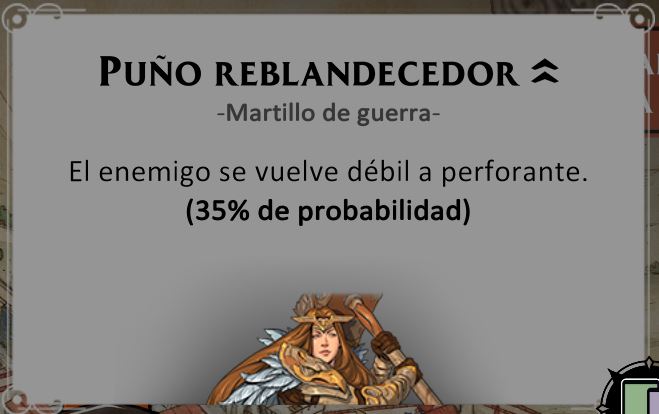 PUÑO REBLANDECEDOR
-Martillo de guerra-
El enemigo se vuelve débil a perforante.
(35% de probabilidad)